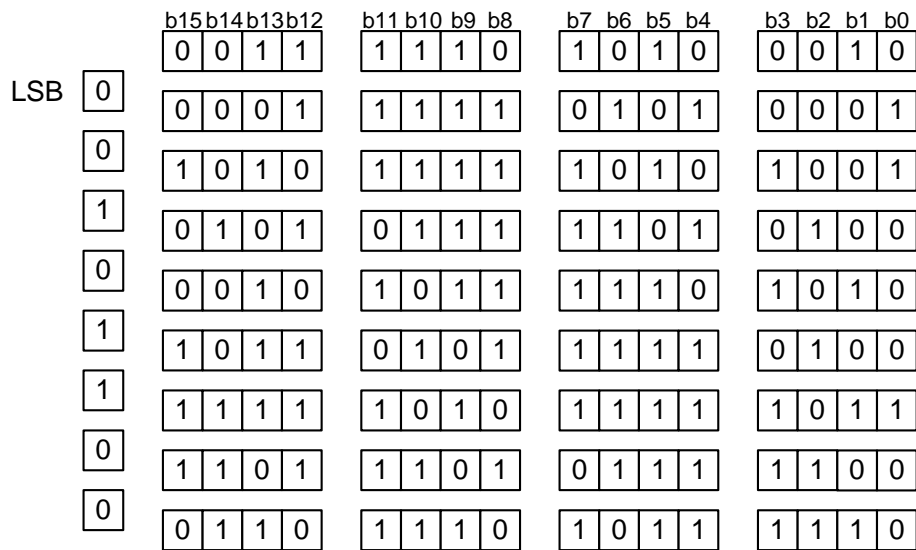 b15 b14 b13 b12 b11 b10 b9 b8 b7 b6 b5 b4 b3 b2 b1 b0
0 0 1 1 1 1 1 0 1 0 1 0 0 0 1 0
LSB 0
0 0 0 1 1 1 1 1 0 1 0 1 0 0 0 1
0
1 0 1 0 1 1 1 1 1 0 1 0 1 0 0 1
1
0 1 0 1 0 1 1 1 1 1 0 1 0 1 0 0
0
0 0 1 0 1 0 1 1 1 1 1 0 1 0 1 0
1
1 0 1 1 0 1 0 1 1 1 1 1 0 1 0 0
1
1 1 1 1 1 0 1 0 1 1 1 1 1 0 1 1
0
1 1 0 1 1 1 0 1 0 1 1 1 1 1 0 0
0
0 1 1 0 1 1 1 0 1 0 1 1 1 1 1 0